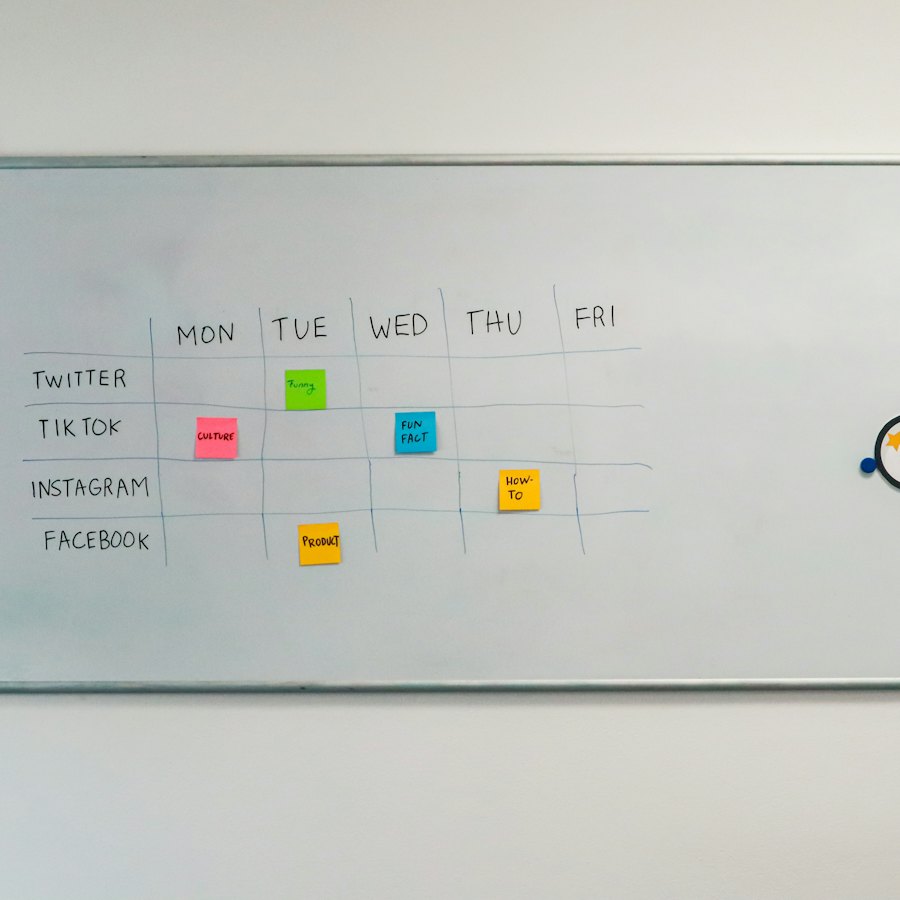 MON TUE WED THU FRI
TWITTER Funny
TIKTOK CULTURE FUN
FACT
INSTAGRAM HOW-
TO
FACEBOOK PRODUCT